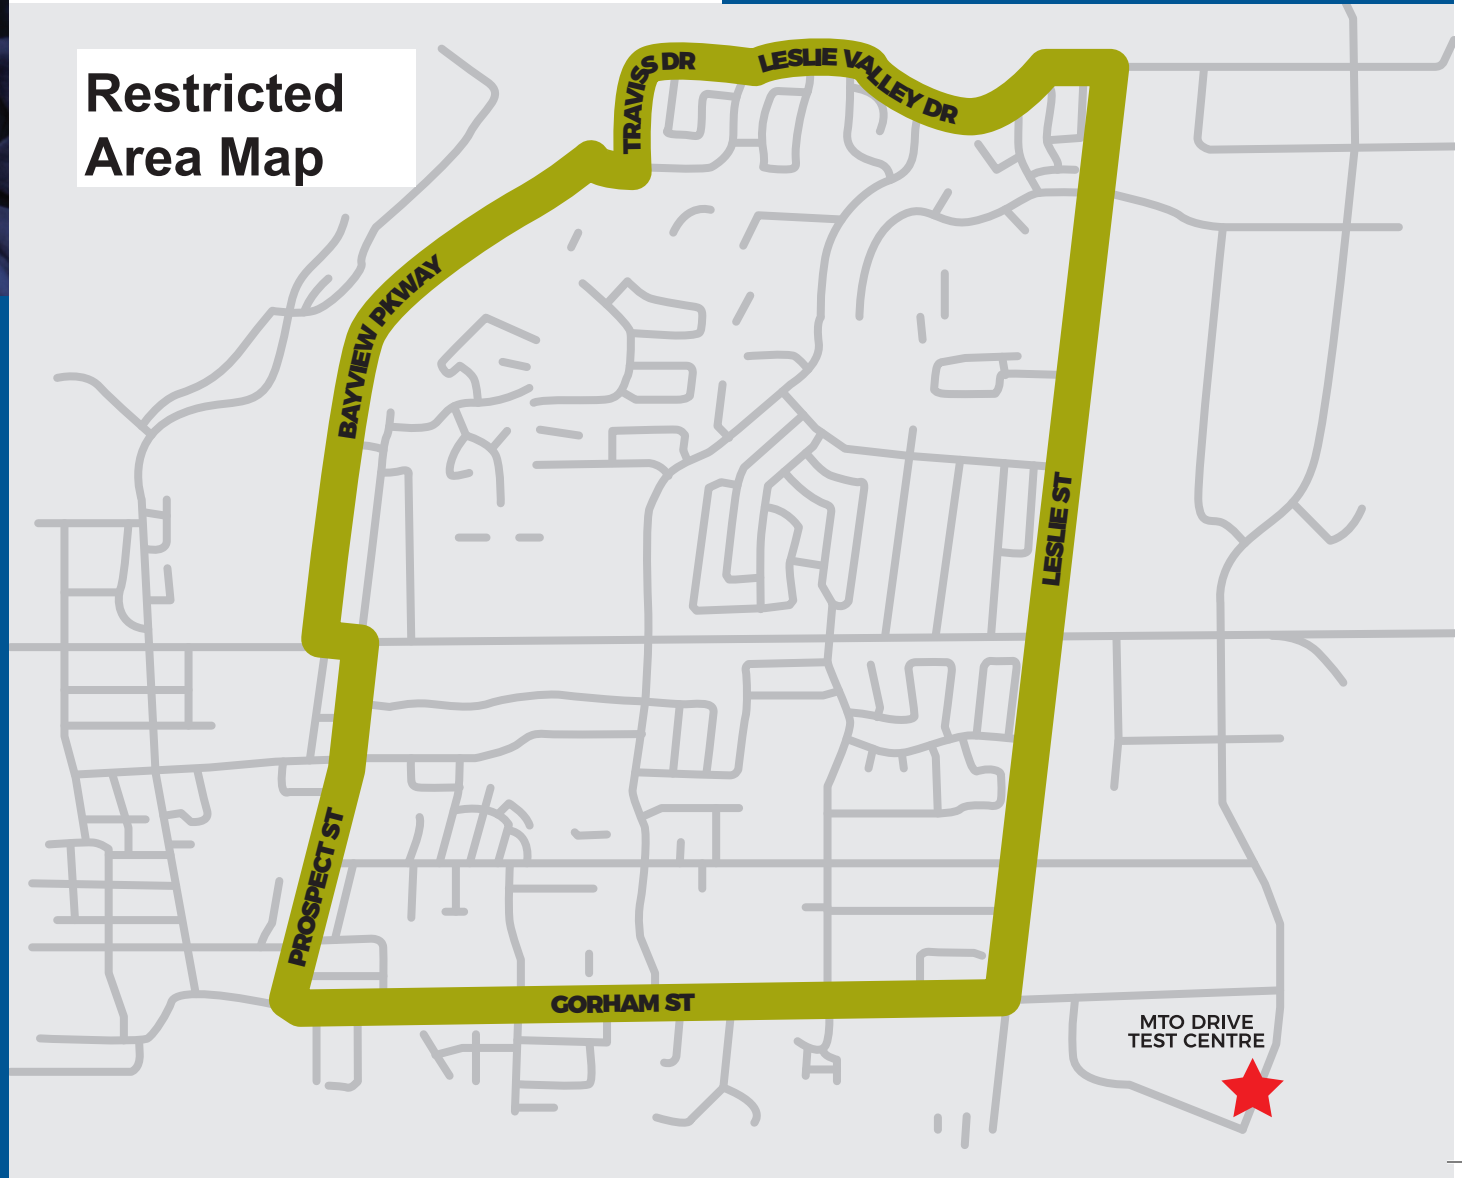 Restricted
Area Map
TRAVISS DR
LESLIE VALLEY DR
BAYVIEW PKWAY
LESLIE ST
PROSPECT ST
GORHAM ST
MTO DRIVE
TEST CENTRE